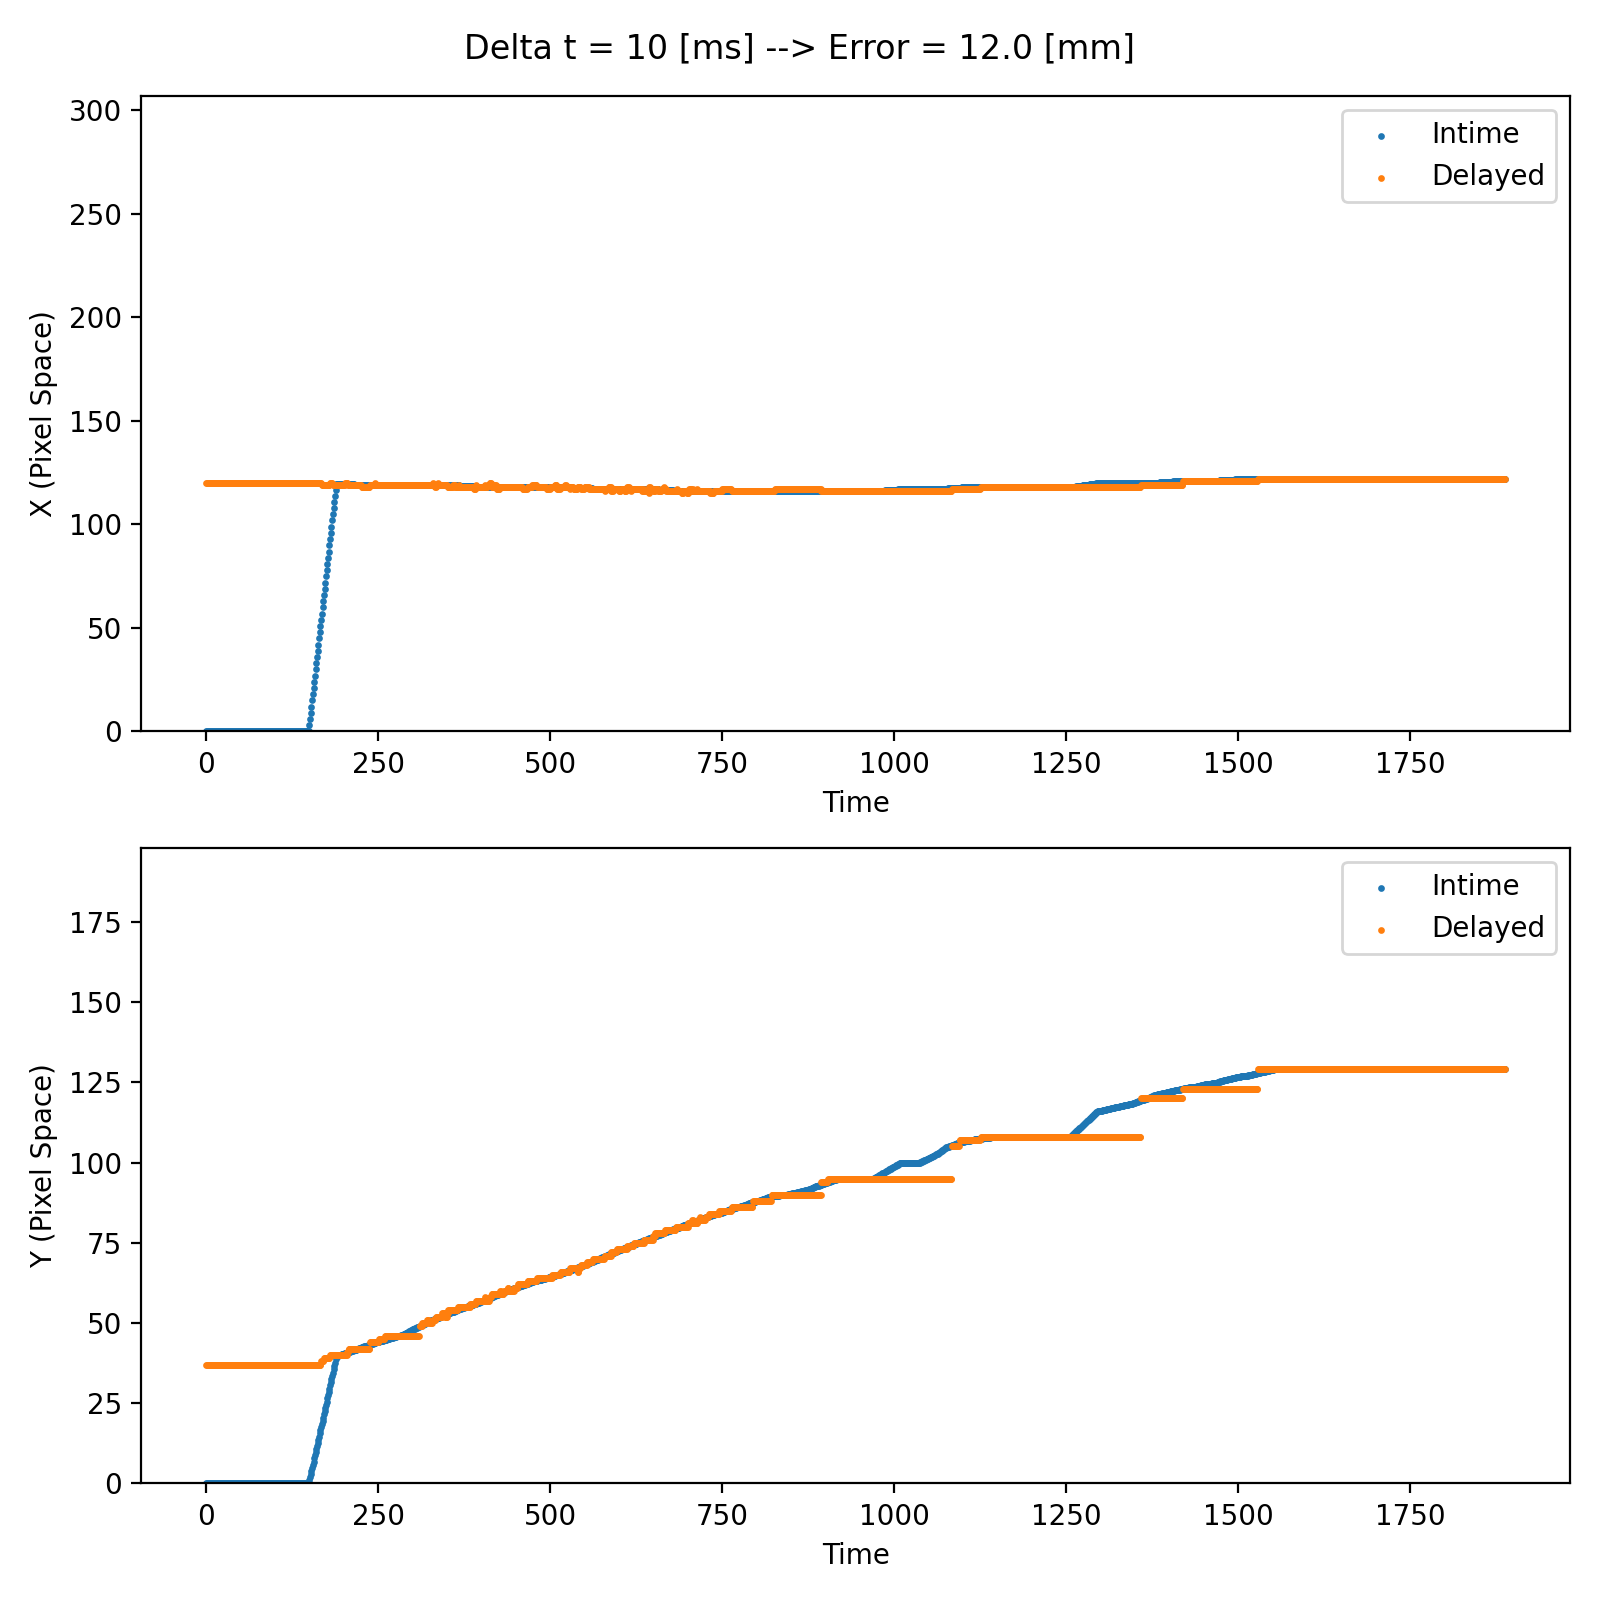 Delta t = 10 [ms] --> Error = 12.0 [mm]
300
250
200
150
100
50
0
X (Pixel Space)
Intime
Delayed
0 250 500 750 1000 1250 1500 1750
Time
175
150
125
100
75
50
25
0
Y (Pixel Space)
Intime
Delayed
0 250 500 750 1000 1250 1500 1750
Time